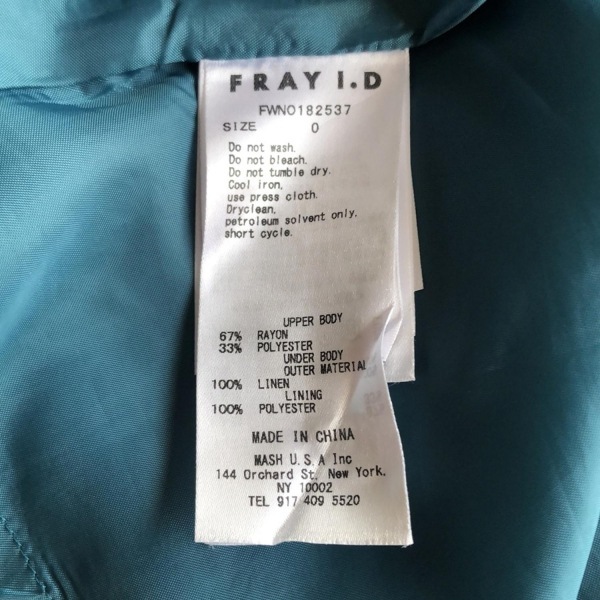 FRAY I.D
FWNO182537
SIZE 0
Do not wash.
Do not bleach.
Do not tumble dry.
Cool iron,
use press cloth.
Dryclean,
petroleum solvent only.
short cycle.
UPPER BODY
67% RAYON
33% POLYESTER
UNDER BODY
OUTER MATERIAL
100% LINEN
LINING
100% POLYESTER
MADE IN CHINA
MASH U.S.A Inc
144 Orchard St. New York.
NY 10002
TEL 917 409 5520